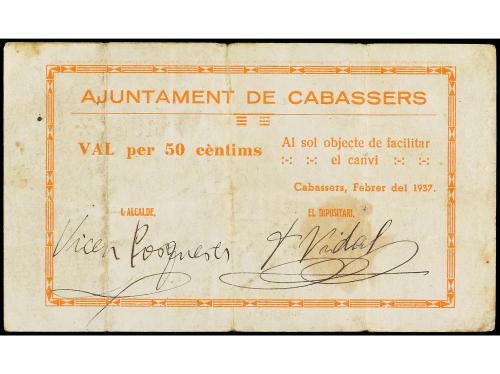 AJUNTAMENT DE CABASSERS
VAL per 50 cèntims
Al sol objecte de facilitar
:-: :-: el canvi :-: :-:
Cabassers, Febrer del 1937.
L'ALCALDE,
EL DIPOSITARI,
Vicen
Vidal